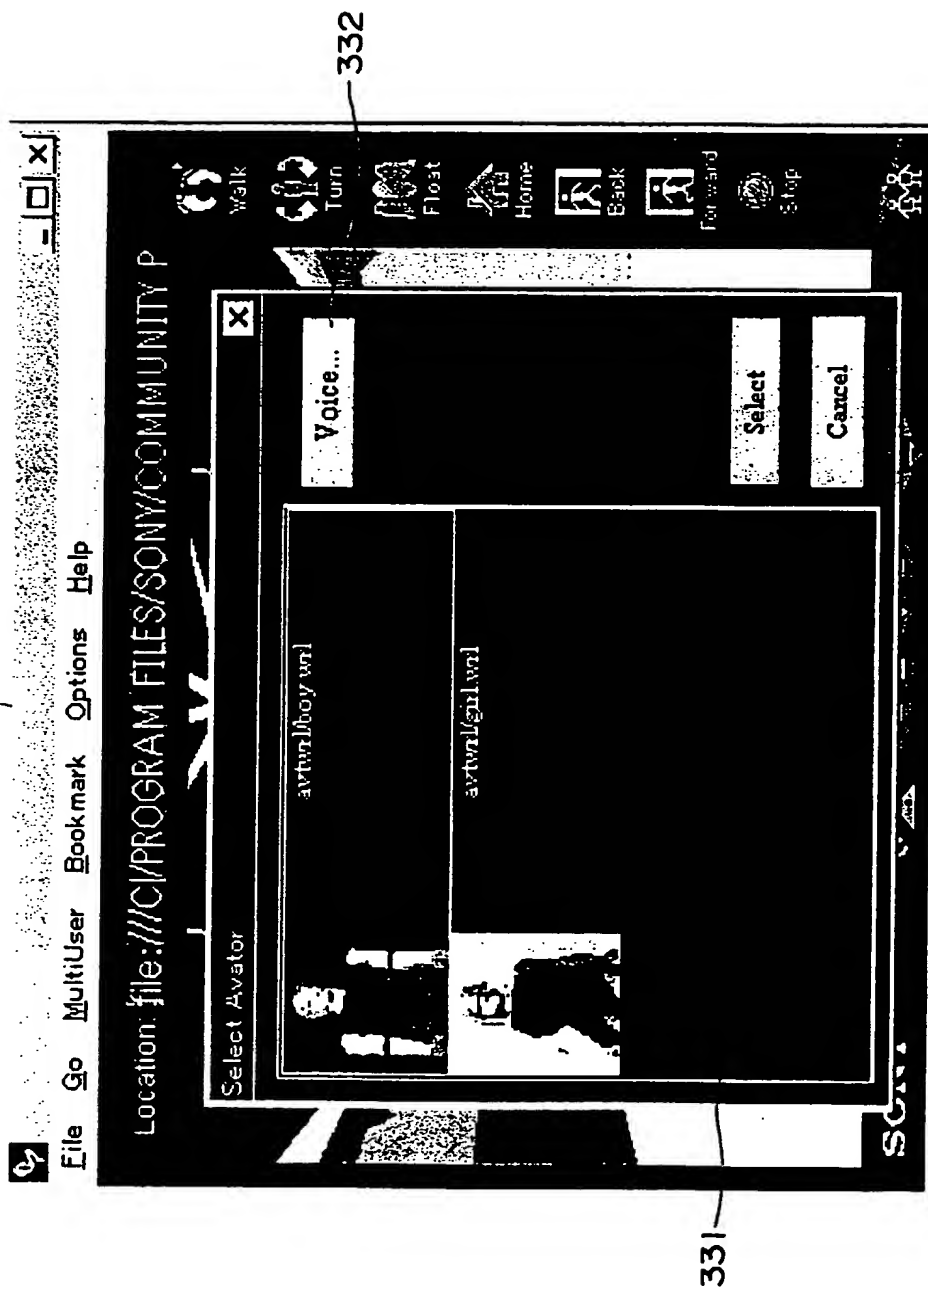 File Go MultiUser Bookmark Options Help
Location: file:///C|/PROGRAM FILES/SONY/COMMUNITY P
Select Avator
avtwrl/boy.wrl
avtwrl/girl.wrl
Voice...
Select
Cancel
Walk
Turn
Float
Home
Back
Forward
Stop
SONY
331
332